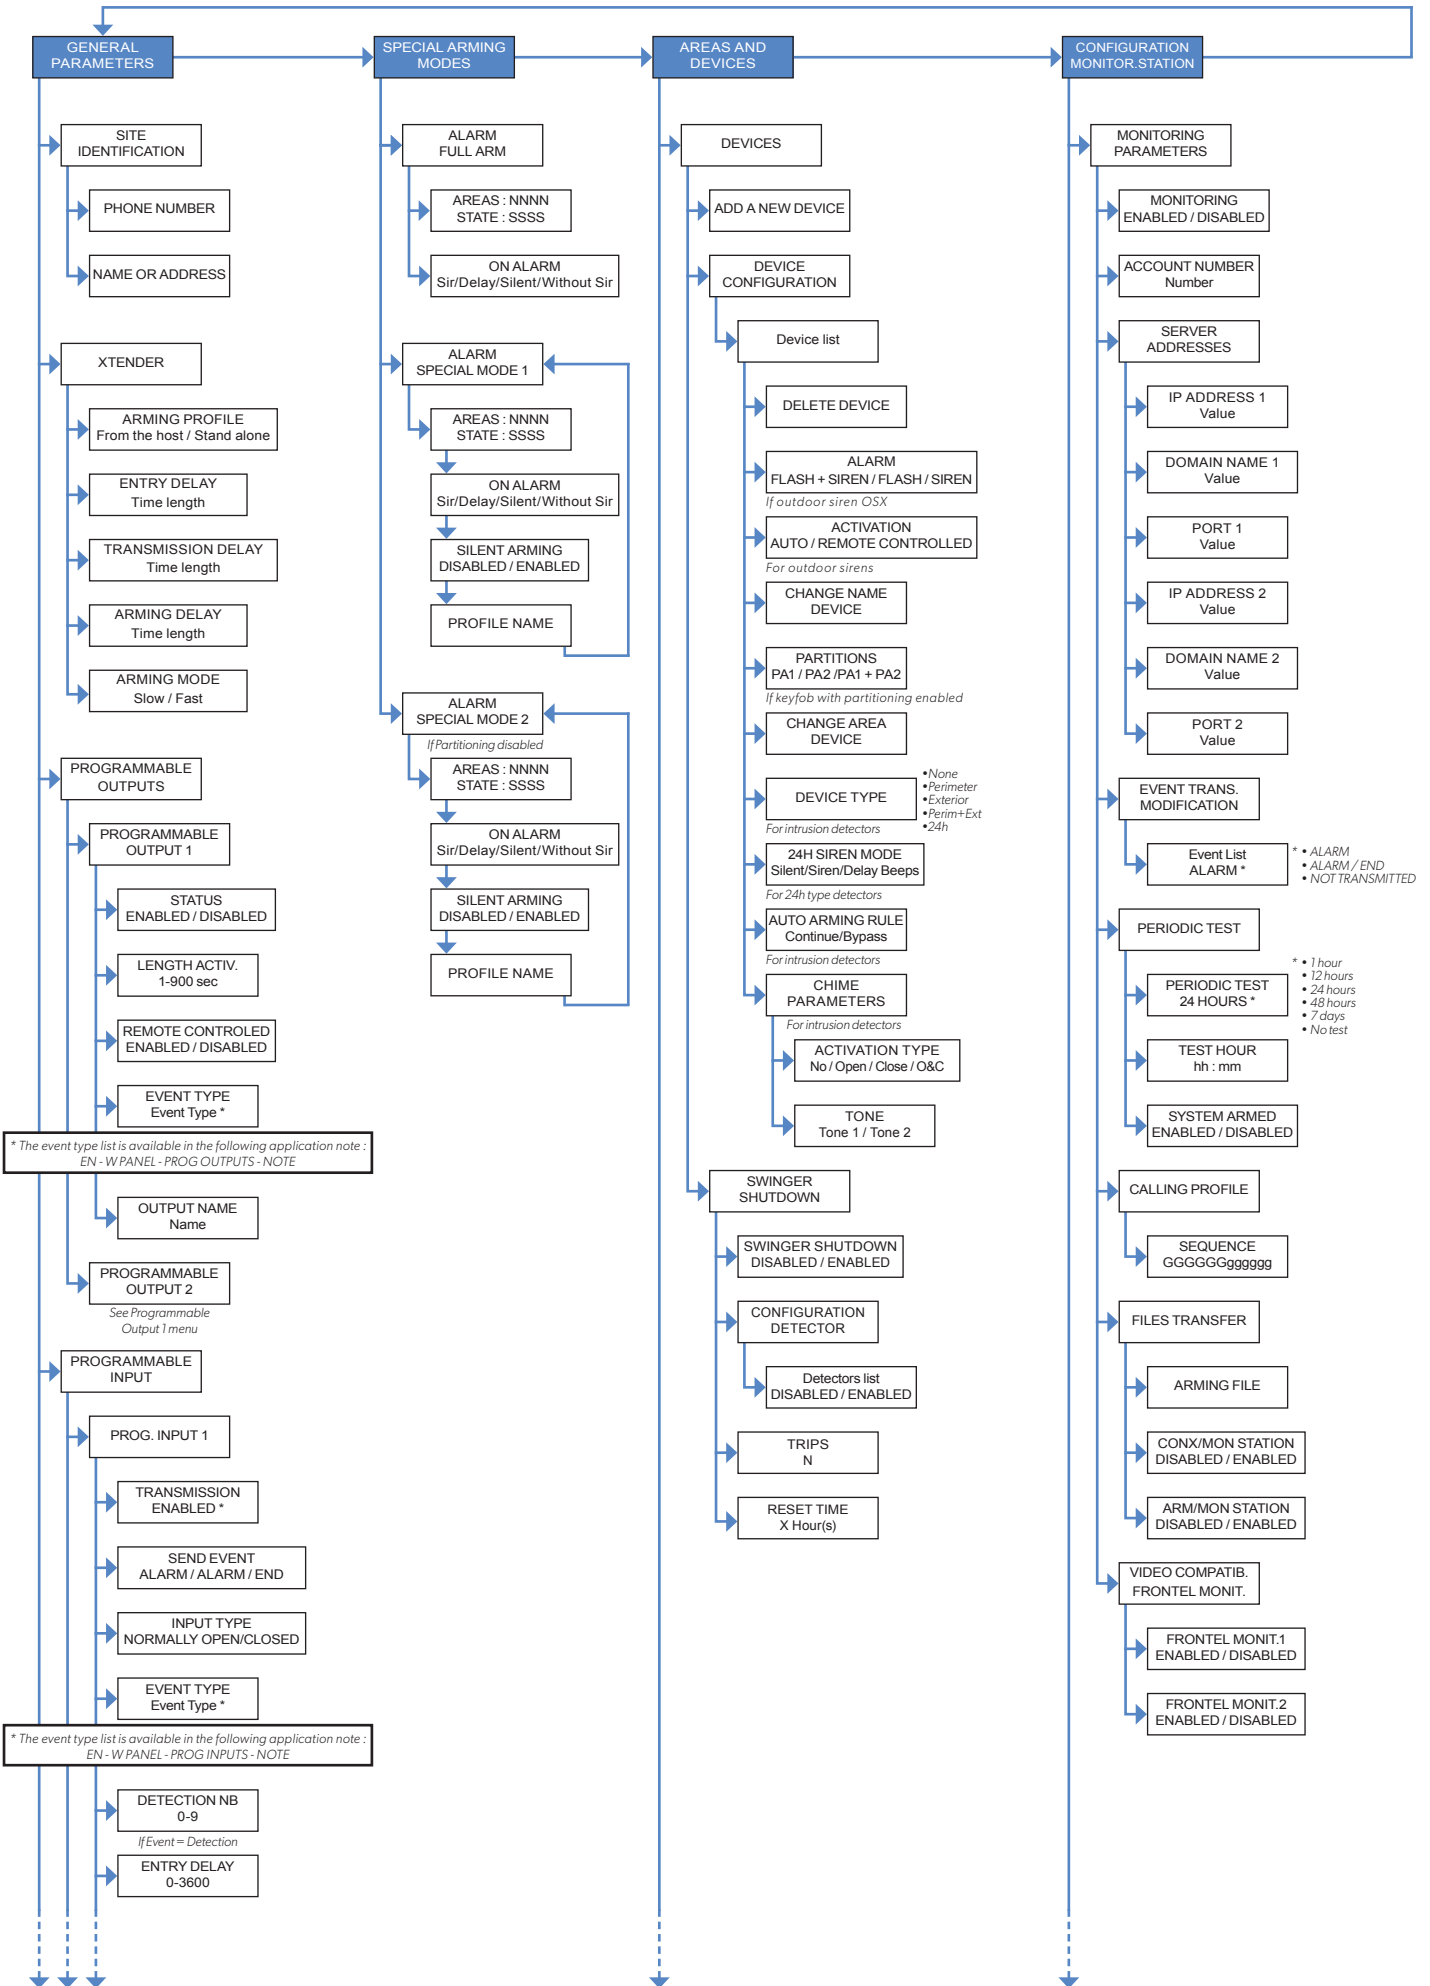 GENERAL
PARAMETERS
SITE
IDENTIFICATION
PHONE NUMBER
NAME OR ADDRESS
XTENDER
ARMING PROFILE
From the host / Stand alone
ENTRY DELAY
Time length
TRANSMISSION DELAY
Time length
ARMING DELAY
Time length
ARMING MODE
Slow / Fast
PROGRAMMABLE
OUTPUTS
PROGRAMMABLE
OUTPUT 1
STATUS
ENABLED / DISABLED
LENGTH ACTIV.
1-900 sec
REMOTE CONTROLED
ENABLED / DISABLED
EVENT TYPE
Event Type *
* The event type list is available in the following application note :
EN - W PANEL - PROG OUTPUTS - NOTE
OUTPUT NAME
Name
PROGRAMMABLE
OUTPUT 2
See Programmable
Output 1 menu
PROGRAMMABLE
INPUT
PROG. INPUT 1
TRANSMISSION
ENABLED *
SEND EVENT
ALARM / ALARM / END
INPUT TYPE
NORMALLY OPEN/CLOSED
EVENT TYPE
Event Type *
* The event type list is available in the following application note :
EN - W PANEL - PROG INPUTS - NOTE
DETECTION NB
0-9
If Event = Detection
ENTRY DELAY
0-3600
SPECIAL ARMING
MODES
ALARM
FULL ARM
AREAS : NNNN
STATE : SSSS
ON ALARM
Sir/Delay/Silent/Without Sir
ALARM
SPECIAL MODE 1
AREAS : NNNN
STATE : SSSS
ON ALARM
Sir/Delay/Silent/Without Sir
SILENT ARMING
DISABLED / ENABLED
PROFILE NAME
ALARM
SPECIAL MODE 2
If Partitioning disabled
AREAS : NNNN
STATE : SSSS
ON ALARM
Sir/Delay/Silent/Without Sir
SILENT ARMING
DISABLED / ENABLED
PROFILE NAME
AREAS AND
DEVICES
DEVICES
ADD A NEW DEVICE
DEVICE
CONFIGURATION
Device list
DELETE DEVICE
ALARM
FLASH + SIREN / FLASH / SIREN
If outdoor siren OSX
ACTIVATION
AUTO / REMOTE CONTROLLED
For outdoor sirens
CHANGE NAME
DEVICE
PARTITIONS
PA1 / PA2 /PA1 + PA2
If keyfob with partitioning enabled
CHANGE AREA
DEVICE
DEVICE TYPE
•None
•Perimeter
•Exterior
•Perim+Ext
•24h
For intrusion detectors
24H SIREN MODE
Silent/Siren/Delay Beeps
For 24h type detectors
AUTO ARMING RULE
Continue/Bypass
For intrusion detectors
CHIME
PARAMETERS
For intrusion detectors
ACTIVATION TYPE
No / Open / Close / O&C
TONE
Tone 1 / Tone 2
SWINGER
SHUTDOWN
SWINGER SHUTDOWN
DISABLED / ENABLED
CONFIGURATION
DETECTOR
Detectors list
DISABLED / ENABLED
TRIPS
N
RESET TIME
X Hour(s)
CONFIGURATION
MONITOR.STATION
MONITORING
PARAMETERS
MONITORING
ENABLED / DISABLED
ACCOUNT NUMBER
Number
SERVER
ADDRESSES
IP ADDRESS 1
Value
DOMAIN NAME 1
Value
PORT 1
Value
IP ADDRESS 2
Value
DOMAIN NAME 2
Value
PORT 2
Value
EVENT TRANS.
MODIFICATION
Event List
ALARM *
* • ALARM
• ALARM / END
• NOT TRANSMITTED
PERIODIC TEST
PERIODIC TEST
24 HOURS *
* • 1 hour
• 12 hours
• 24 hours
• 48 hours
• 7 days
• No test
TEST HOUR
hh : mm
SYSTEM ARMED
ENABLED / DISABLED
CALLING PROFILE
SEQUENCE
GGGGGGgggggg
FILES TRANSFER
ARMING FILE
CONX/MON STATION
DISABLED / ENABLED
ARM/MON STATION
DISABLED / ENABLED
VIDEO COMPATIB.
FRONTEL MONIT.
FRONTEL MONIT.1
ENABLED / DISABLED
FRONTEL MONIT.2
ENABLED / DISABLED